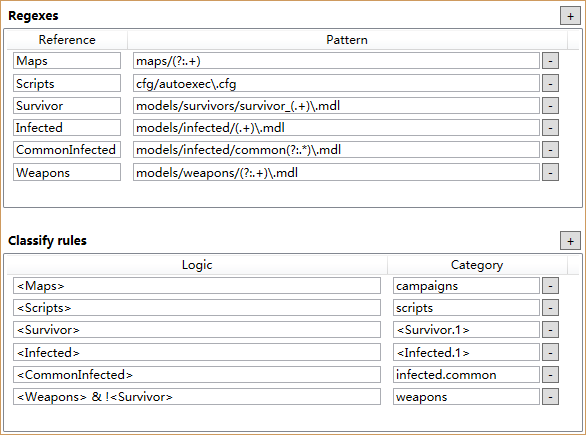 Regexes +
Reference Pattern
Maps maps/(?:.+) -
Scripts cfg/autoexec\.cfg -
Survivor models/survivors/survivor_(.+)\.mdl -
Infected models/infected/(.+)\.mdl -
CommonInfected models/infected/common(?:.*)\.mdl -
Weapons models/weapons/(?:.+)\.mdl -
Classify rules +
Logic Category
<Maps> campaigns -
<Scripts> scripts -
<Survivor> <Survivor.1> -
<Infected> <Infected.1> -
<CommonInfected> infected.common -
<Weapons> & !<Survivor> weapons -